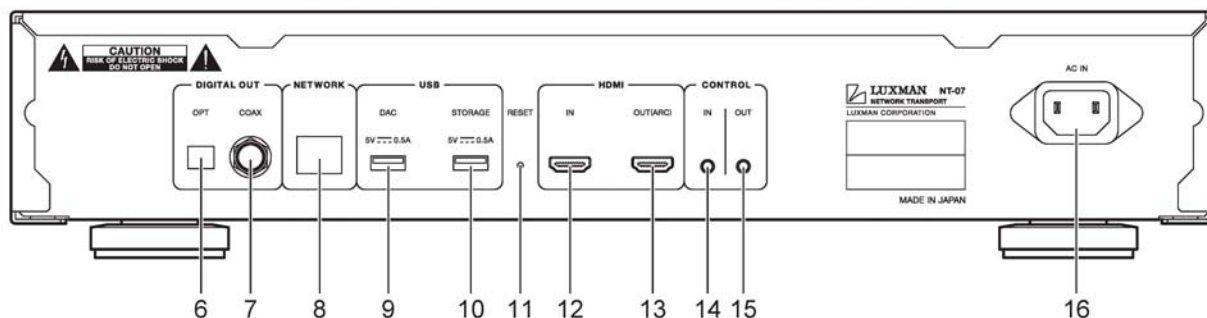 CAUTION
RISK OF ELECTRIC SHOCK
DO NOT OPEN
DIGITAL OUT
NETWORK
USB
HDMI
CONTROL
AC IN
OPT
COAX
DAC
STORAGE
RESET
IN
OUT(ARC)
IN
OUT
5V 0.5A
5V 0.5A
LUXMAN NT-07
NETWORK TRANSPORT
LUXMAN CORPORATION
MADE IN JAPAN
6 7 8 9 10 11 12 13 14 15 16